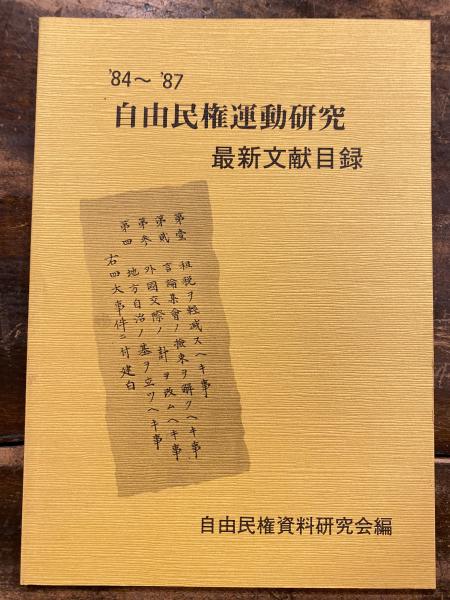 '84〜'87
自由民権運動研究
最新文献目録
第壹 租税ヲ軽減スヘキ事
第貳 言論集會ノ撿束ヲ解クヘキ事
第参 外國交際ノ計ヲ改ムヘキ事
第四 地方自治ノ基ヲ立ツヘキ事
右四大事件ニ付建白
自由民権資料研究会編